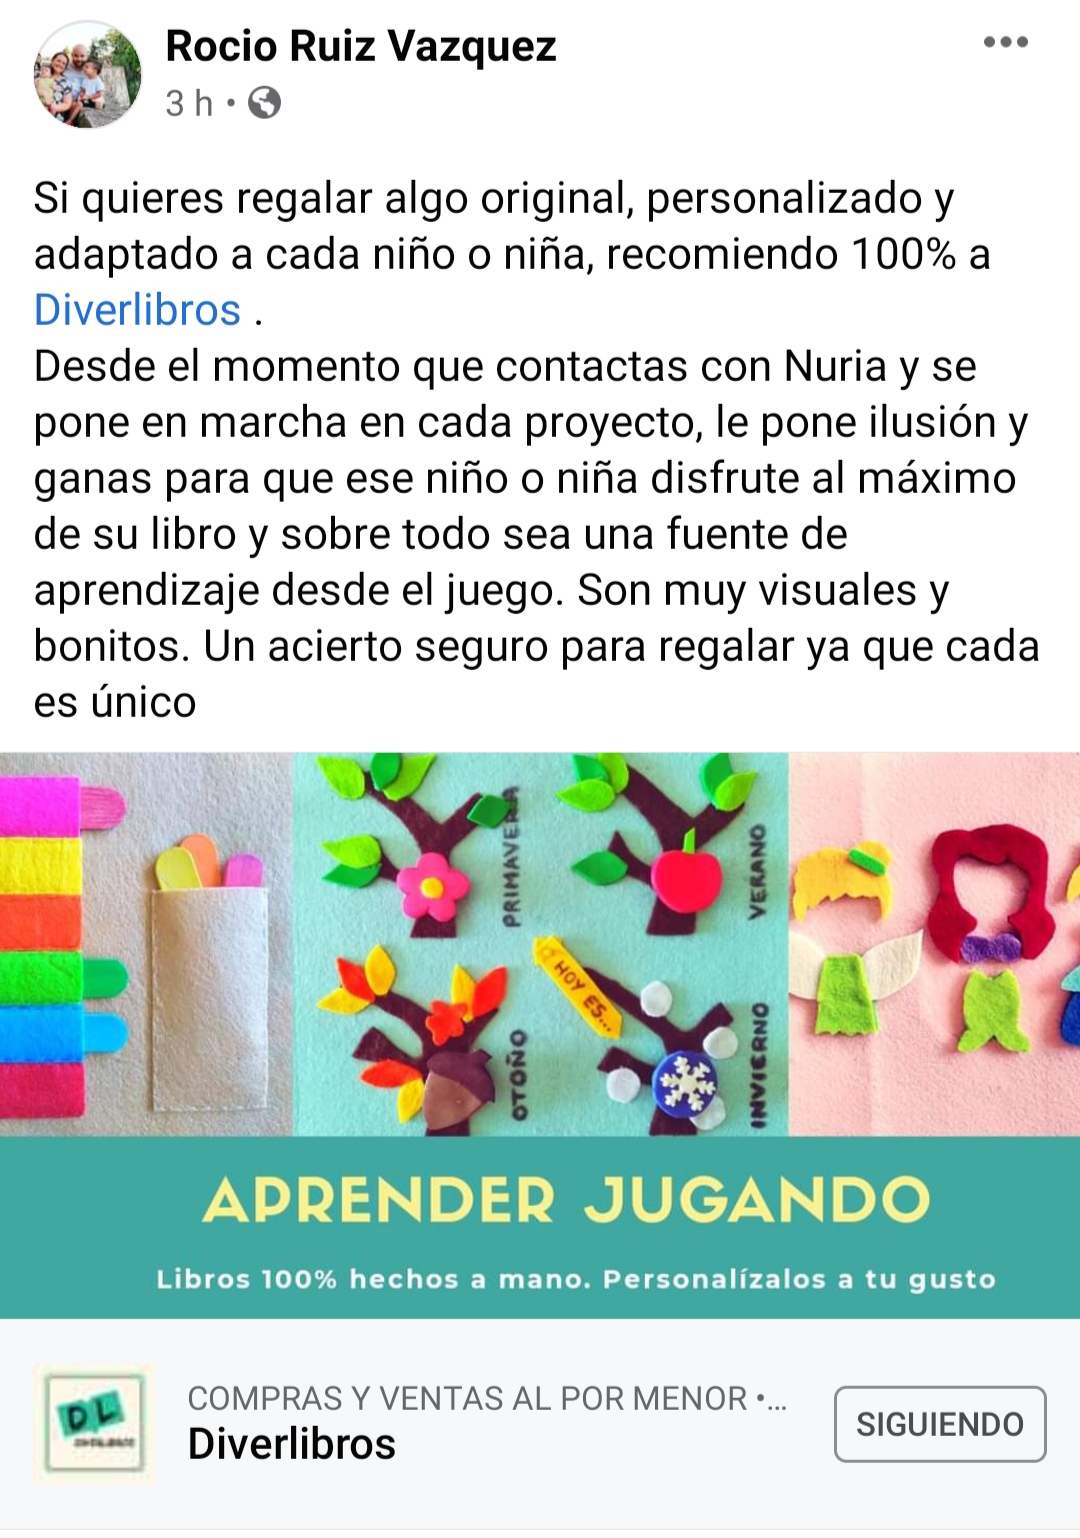 Rocio Ruiz Vazquez
3 h •
Si quieres regalar algo original, personalizado y
adaptado a cada niño o niña, recomiendo 100% a
Diverlibros .
Desde el momento que contactas con Nuria y se
pone en marcha en cada proyecto, le pone ilusión y
ganas para que ese niño o niña disfrute al máximo
de su libro y sobre todo sea una fuente de
aprendizaje desde el juego. Son muy visuales y
bonitos. Un acierto seguro para regalar ya que cada
es único
PRIMAVERA
VERANO
HOY ES...
OTOÑO
INVIERNO
APRENDER JUGANDO
Libros 100% hechos a mano. Personalízalos a tu gusto
DL
COMPRAS Y VENTAS AL POR MENOR •...
Diverlibros
SIGUIENDO